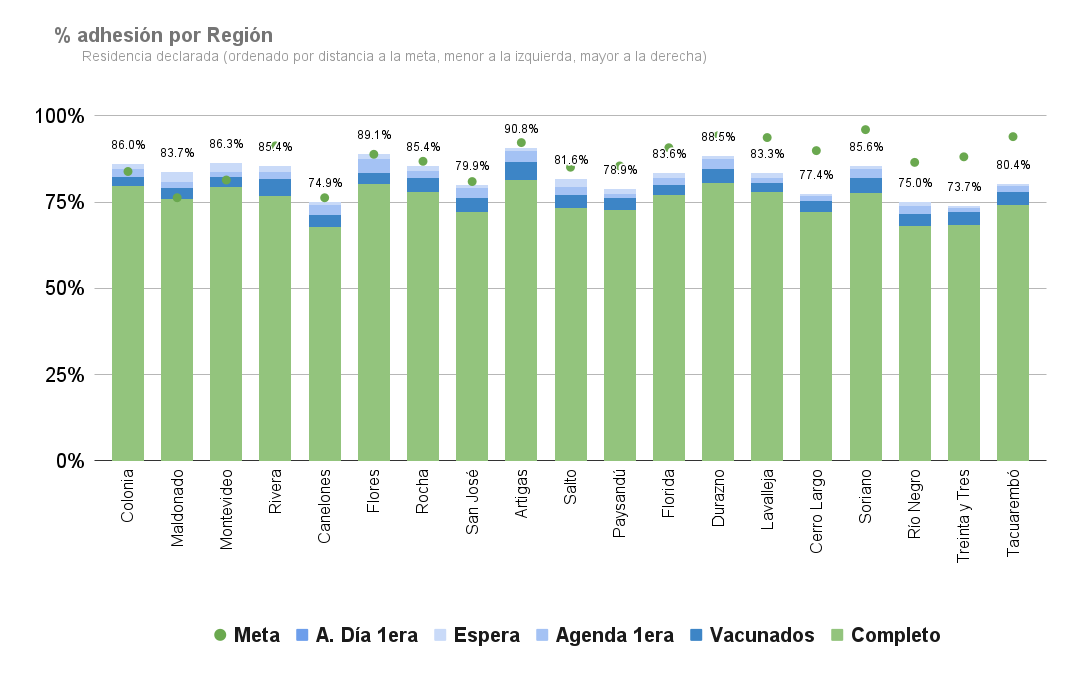 % adhesión por Región
Residencia declarada (ordenado por distancia a la meta, menor a la izquierda, mayor a la derecha)
100%
75%
50%
25%
0%
86.0%
83.7%
86.3%
85.4%
74.9%
89.1%
85.4%
79.9%
90.8%
81.6%
78.9%
83.6%
88.5%
83.3%
77.4%
85.6%
75.0%
73.7%
80.4%
Colonia
Maldonado
Montevideo
Rivera
Canelones
Flores
Rocha
San José
Artigas
Salto
Paysandú
Florida
Durazno
Lavalleja
Cerro Largo
Soriano
Río Negro
Treinta y Tres
Tacuarembó
Meta
A. Día 1era
Espera
Agenda 1era
Vacunados
Completo